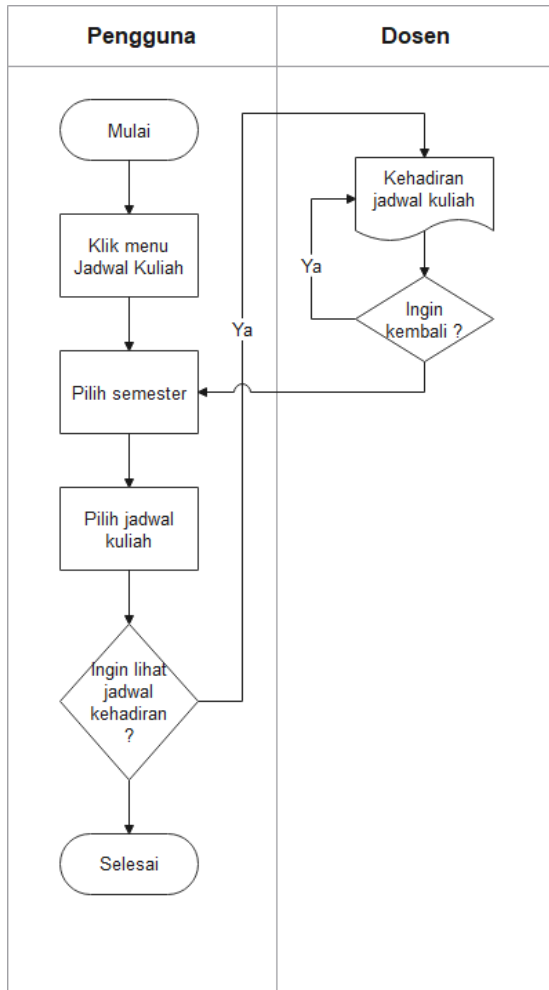 Pengguna
Dosen
Mulai
Klik menu
Jadwal Kuliah
Pilih semester
Pilih jadwal
kuliah
Ingin lihat
jadwal
kehadiran
?
Selesai
Ya
Kehadiran
jadwal kuliah
Ya
Ingin
kembali ?